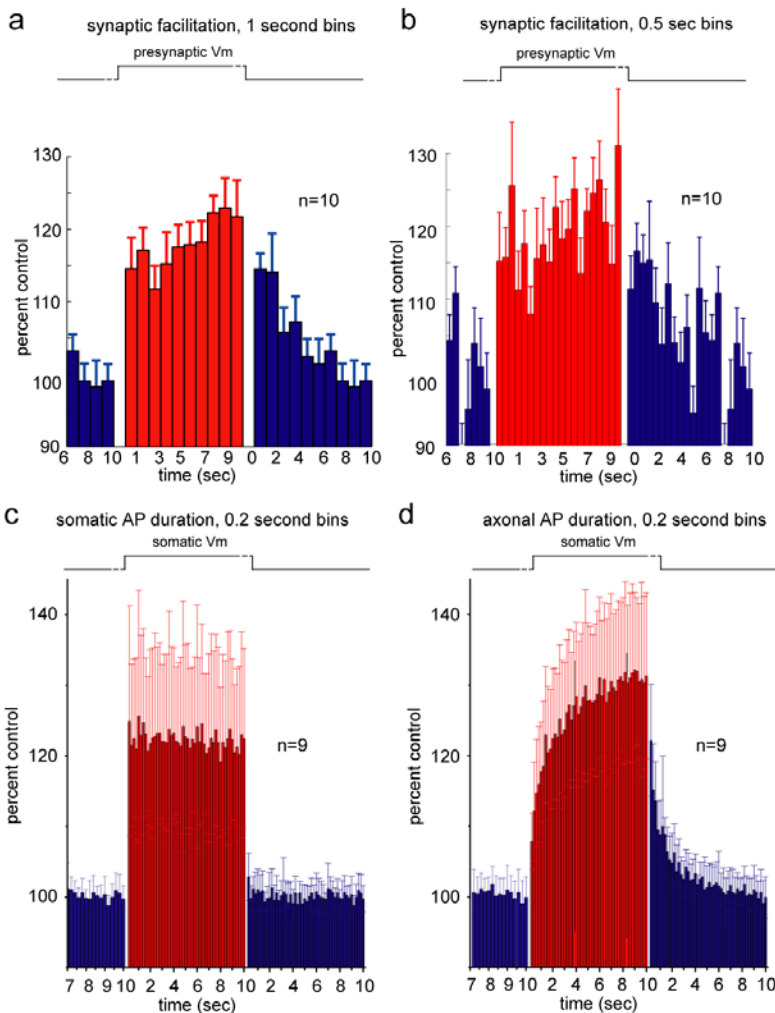 a
synaptic facilitation, 1 second bins
presynaptic Vm
130
120
110
100
90
percent control
n=10
6 8 10 1 3 5 7 9 0 2 4 6 8 10
time (sec)
b
synaptic facilitation, 0.5 sec bins
presynaptic Vm
130
120
110
100
90
percent control
n=10
6 8 10 1 3 5 7 9 0 2 4 6 8 10
time (sec)
c
somatic AP duration, 0.2 second bins
somatic Vm
140
120
100
percent control
n=9
7 8 9 10 2 4 6 8 10 2 4 6 8 10
time (sec)
d
axonal AP duration, 0.2 second bins
somatic Vm
140
120
100
percent control
n=9
7 8 9 10 2 4 6 8 10 2 4 6 8 10
time (sec)